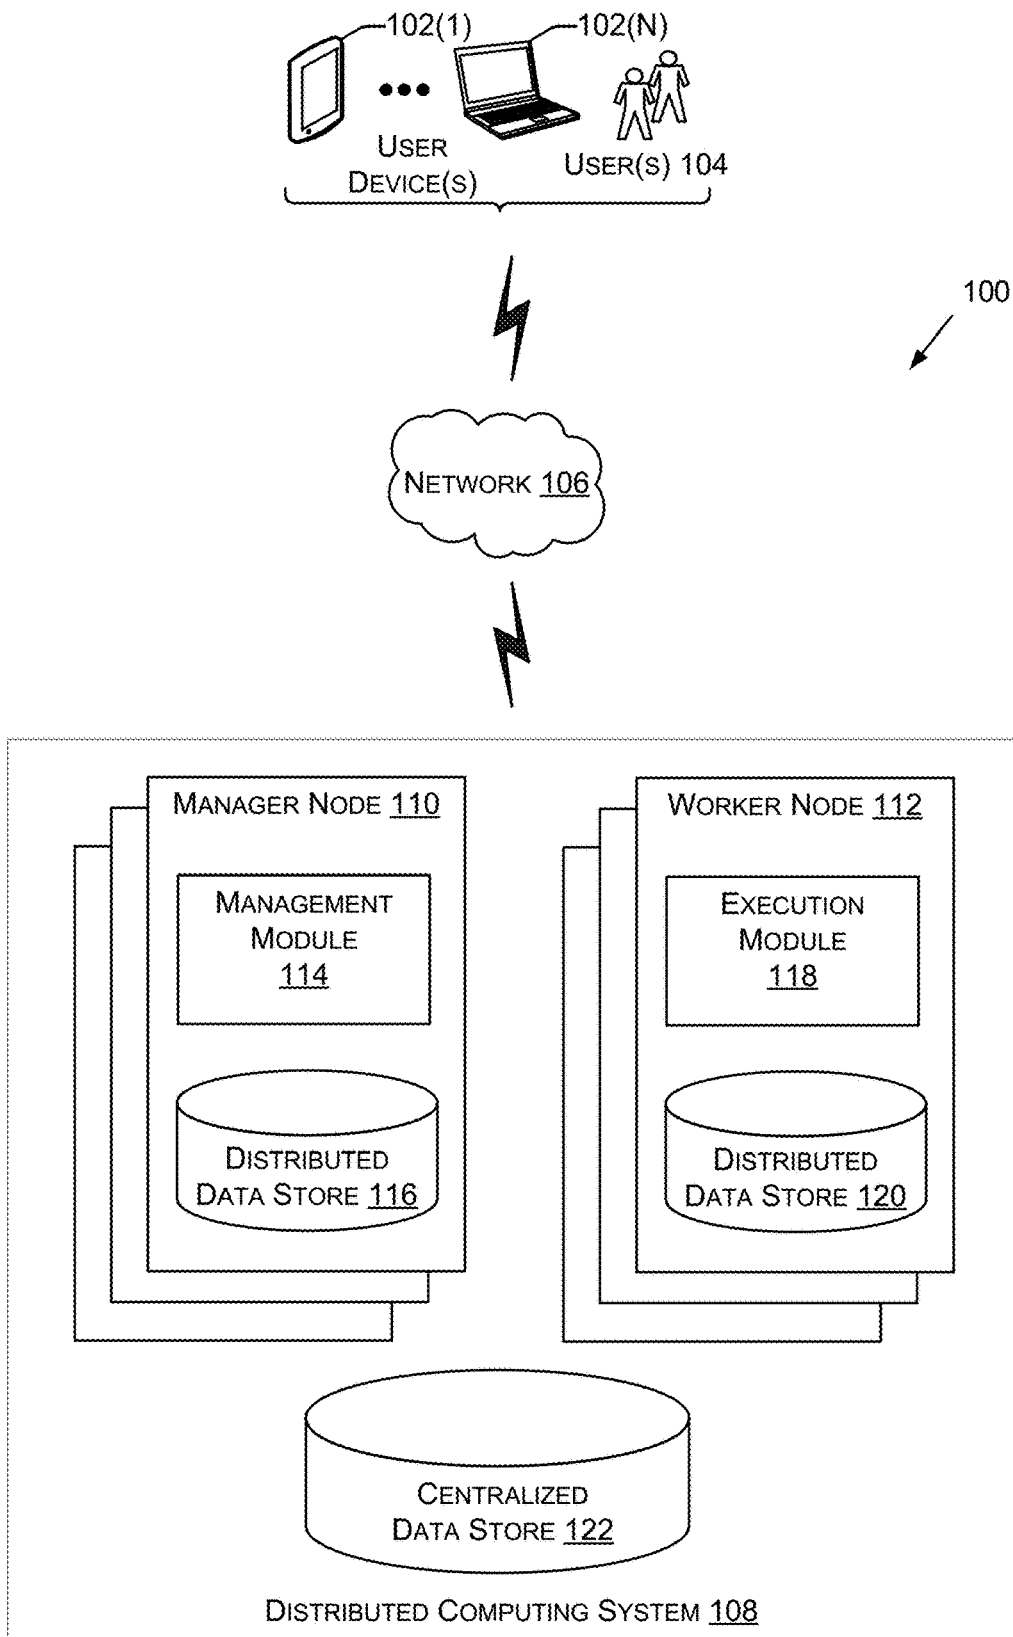 102(1)
102(N)
USER
DEVICE(S)
USER(S) 104
100
NETWORK 106
MANAGER NODE 110
MANAGEMENT
MODULE
114
DISTRIBUTED
DATA STORE 116
WORKER NODE 112
EXECUTION
MODULE
118
DISTRIBUTED
DATA STORE 120
CENTRALIZED
DATA STORE 122
DISTRIBUTED COMPUTING SYSTEM 108